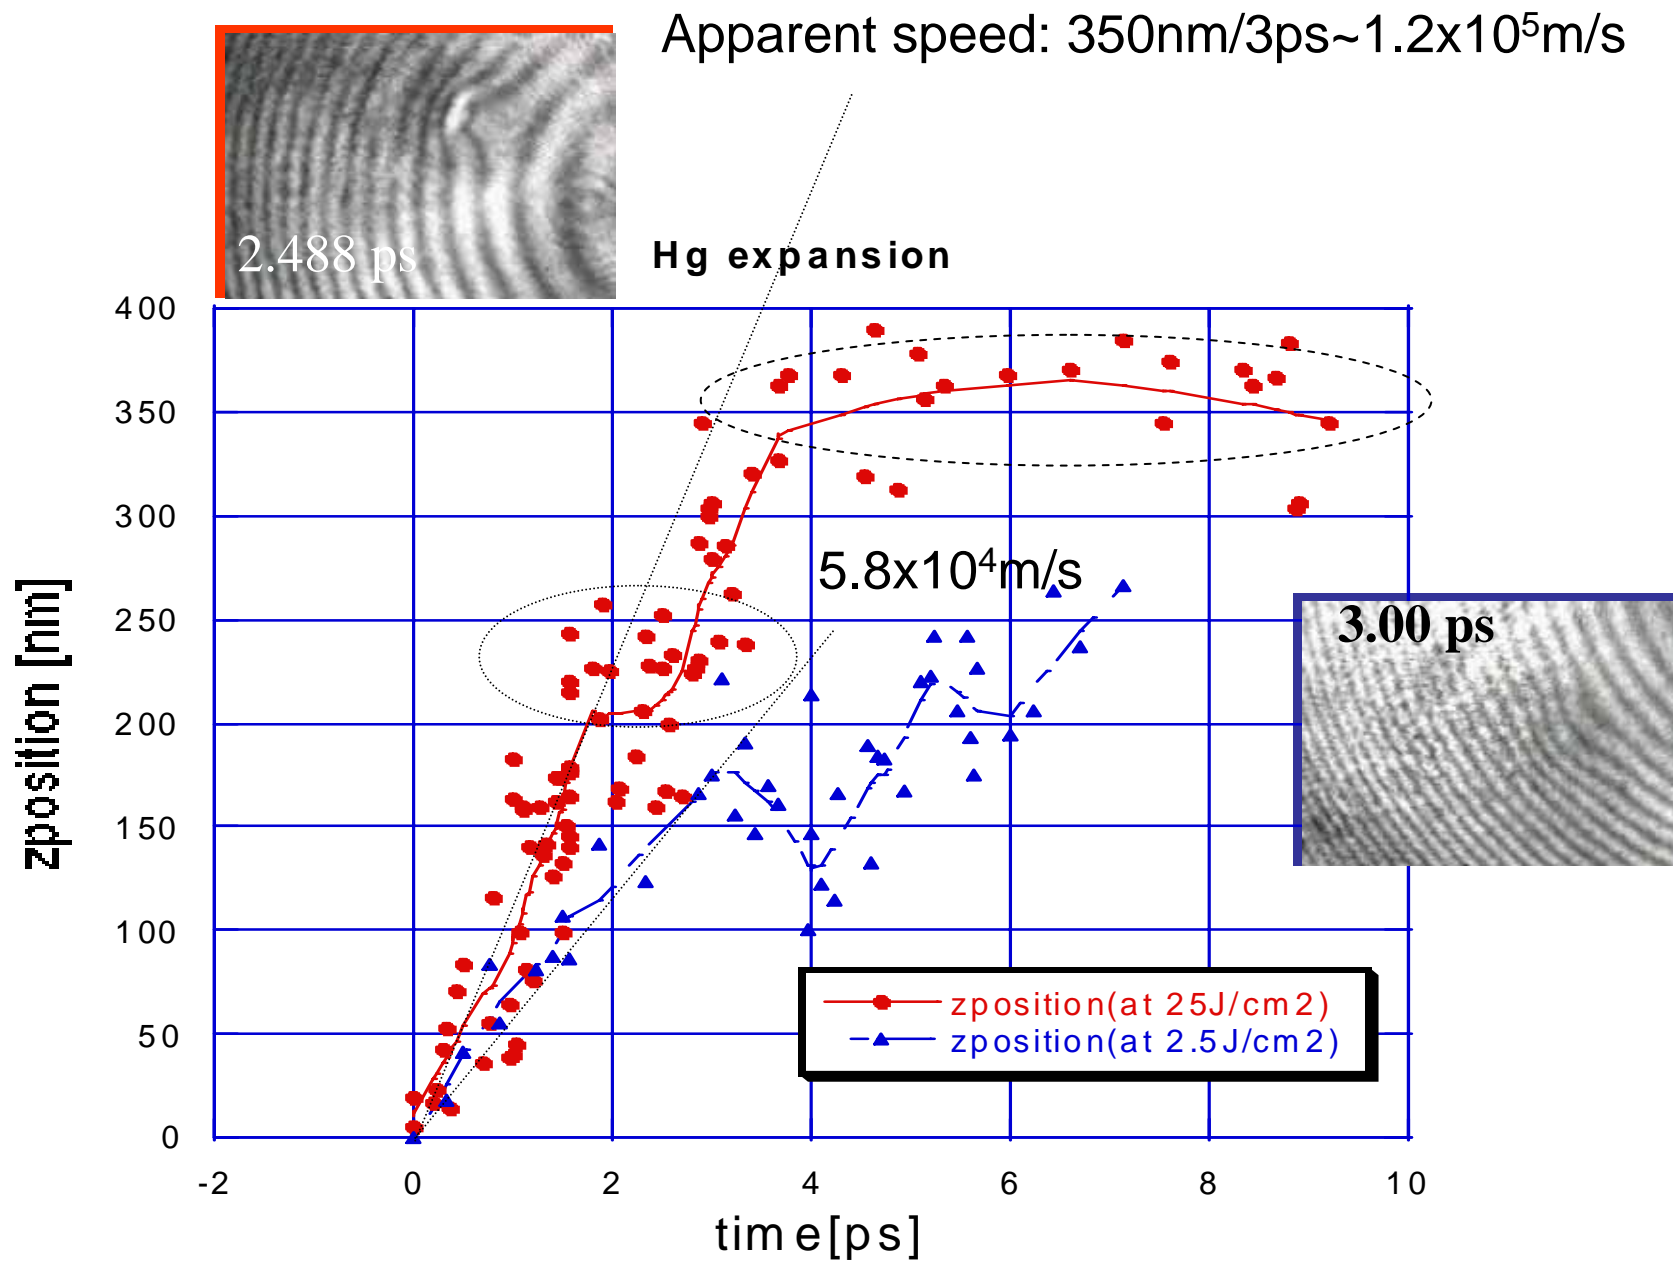 Apparent speed: 350nm/3ps~1.2x10⁵m/s
2.488 ps
Hg expansion
400
350
300
250
200
150
100
50
0
zposition [nm]
5.8x10⁴m/s
3.00 ps
zposition(at 25J/cm2)
zposition(at 2.5J/cm2)
-2 0 2 4 6 8 10
time[ps]